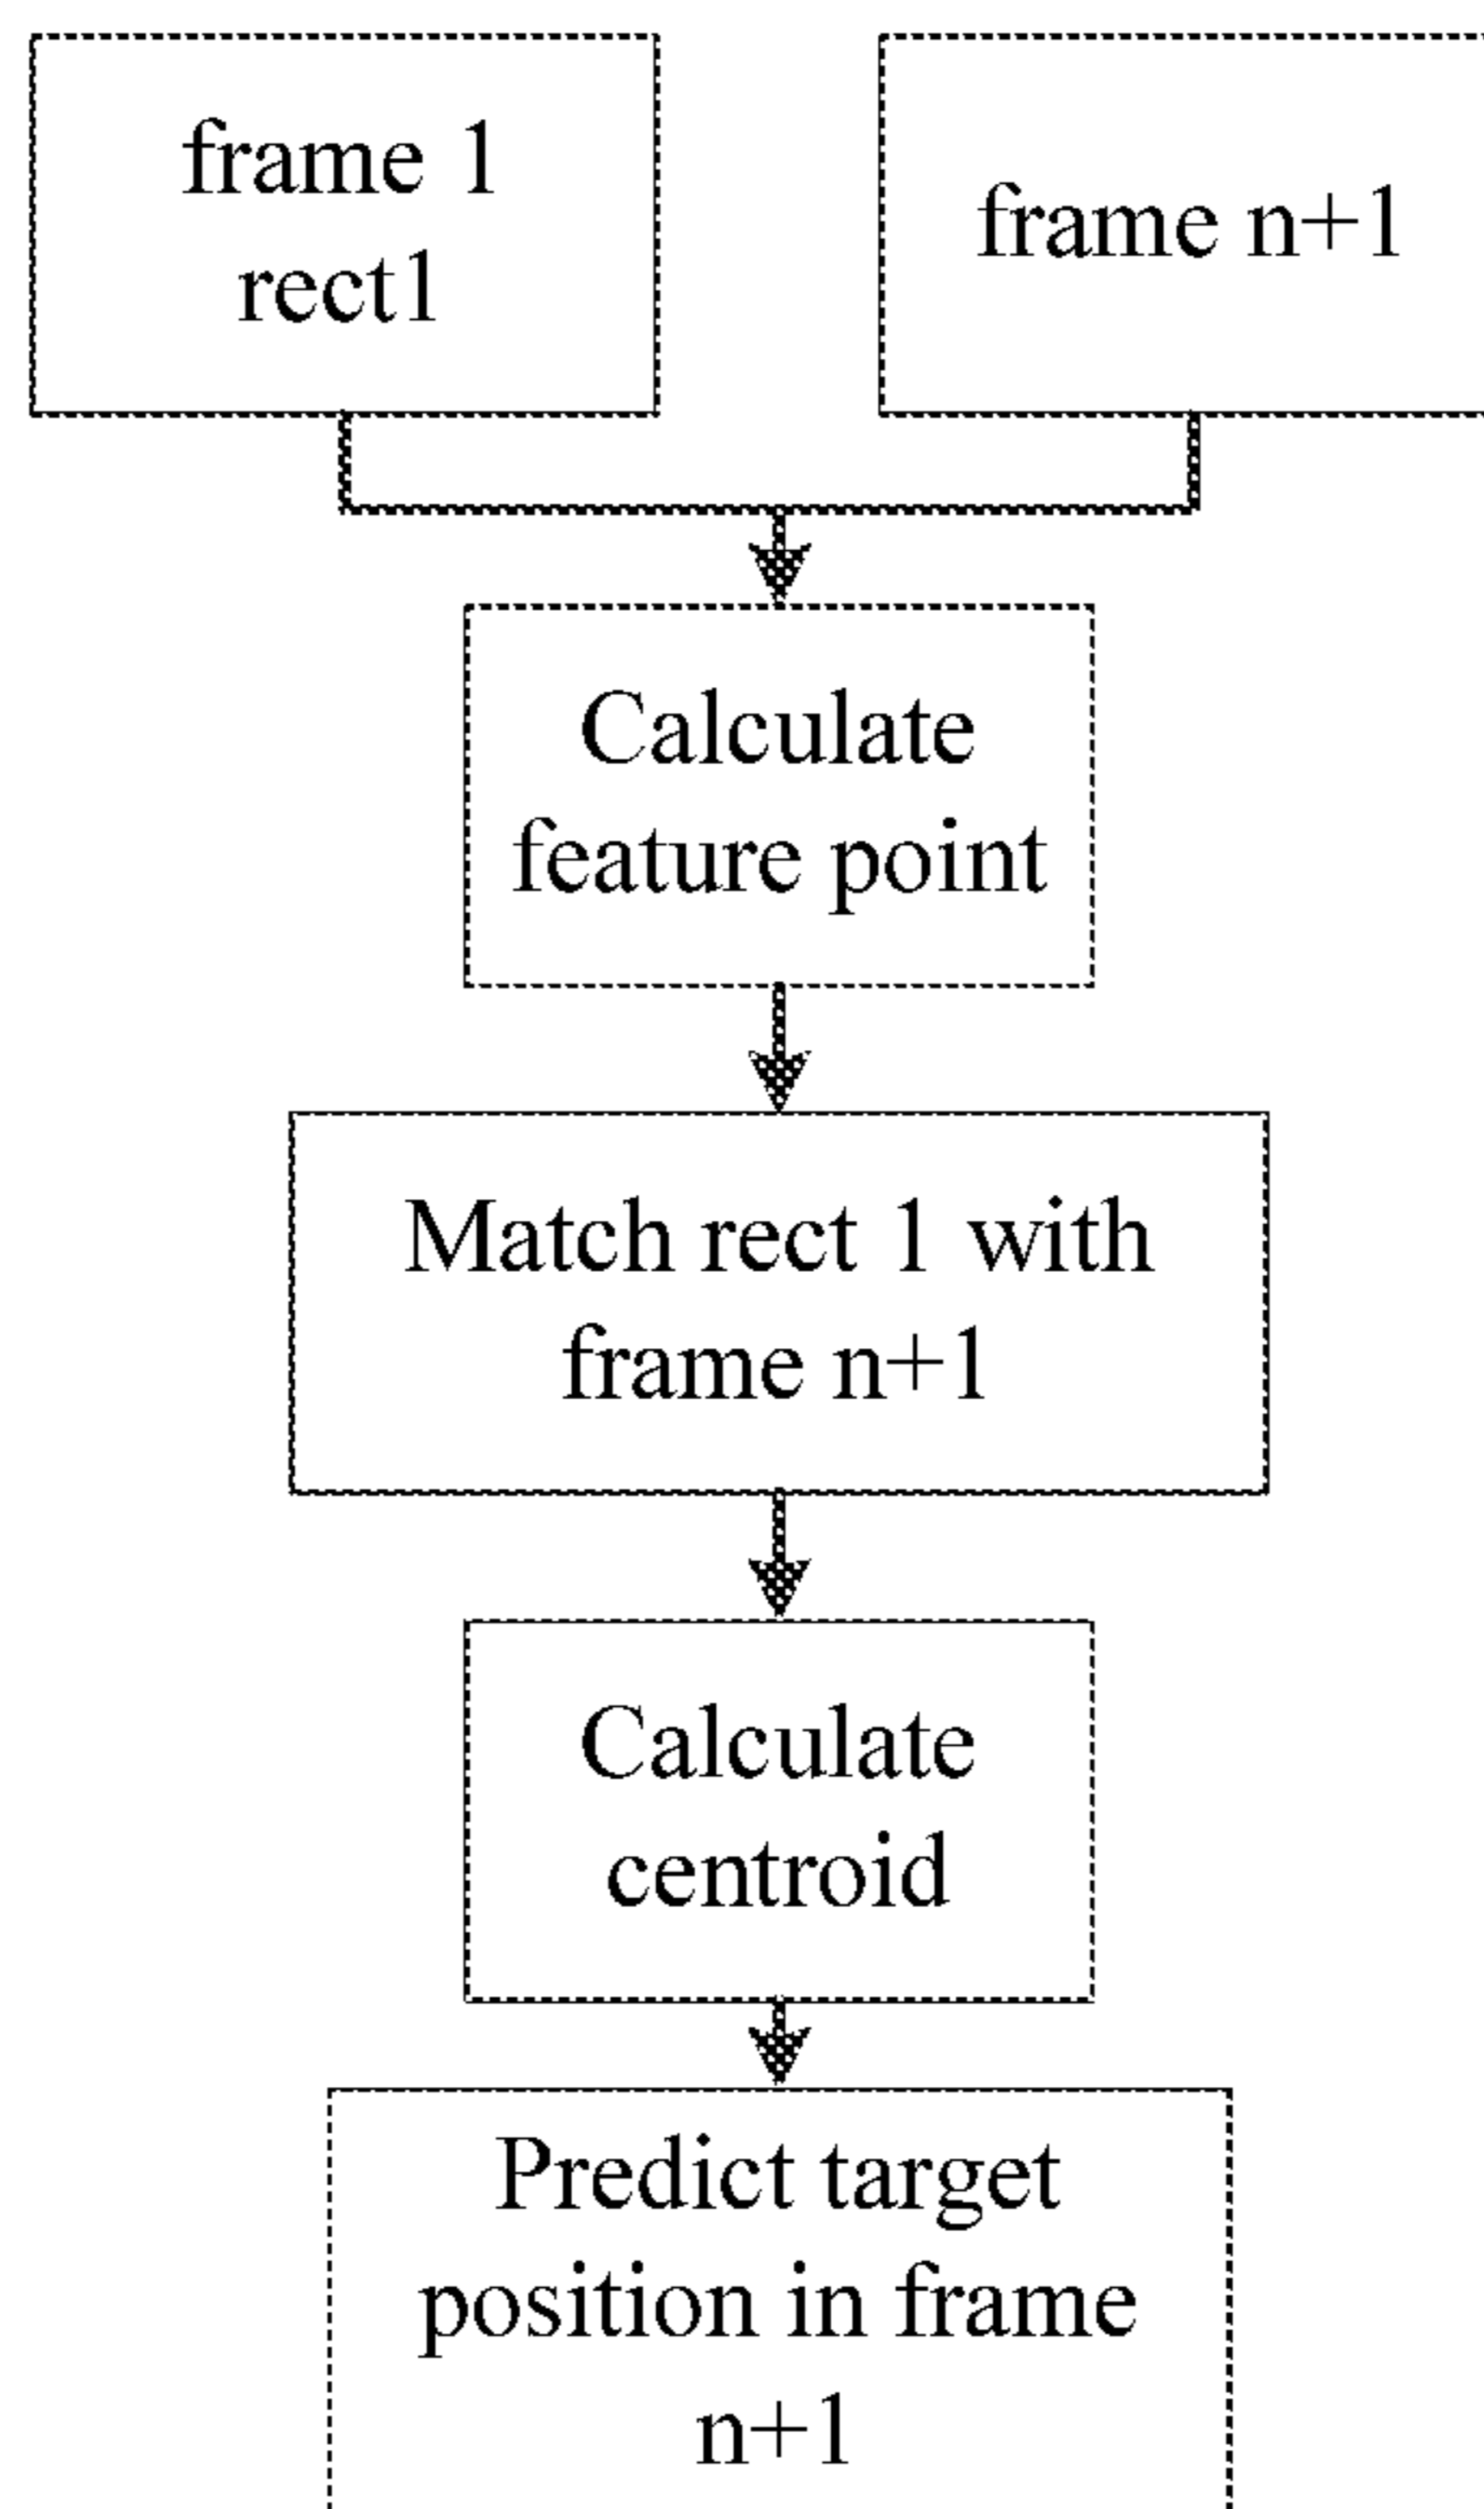 frame 1
rect1
frame n+1
Calculate
feature point
Match rect 1 with
frame n+1
Calculate
centroid
Predict target
position in frame
n+1